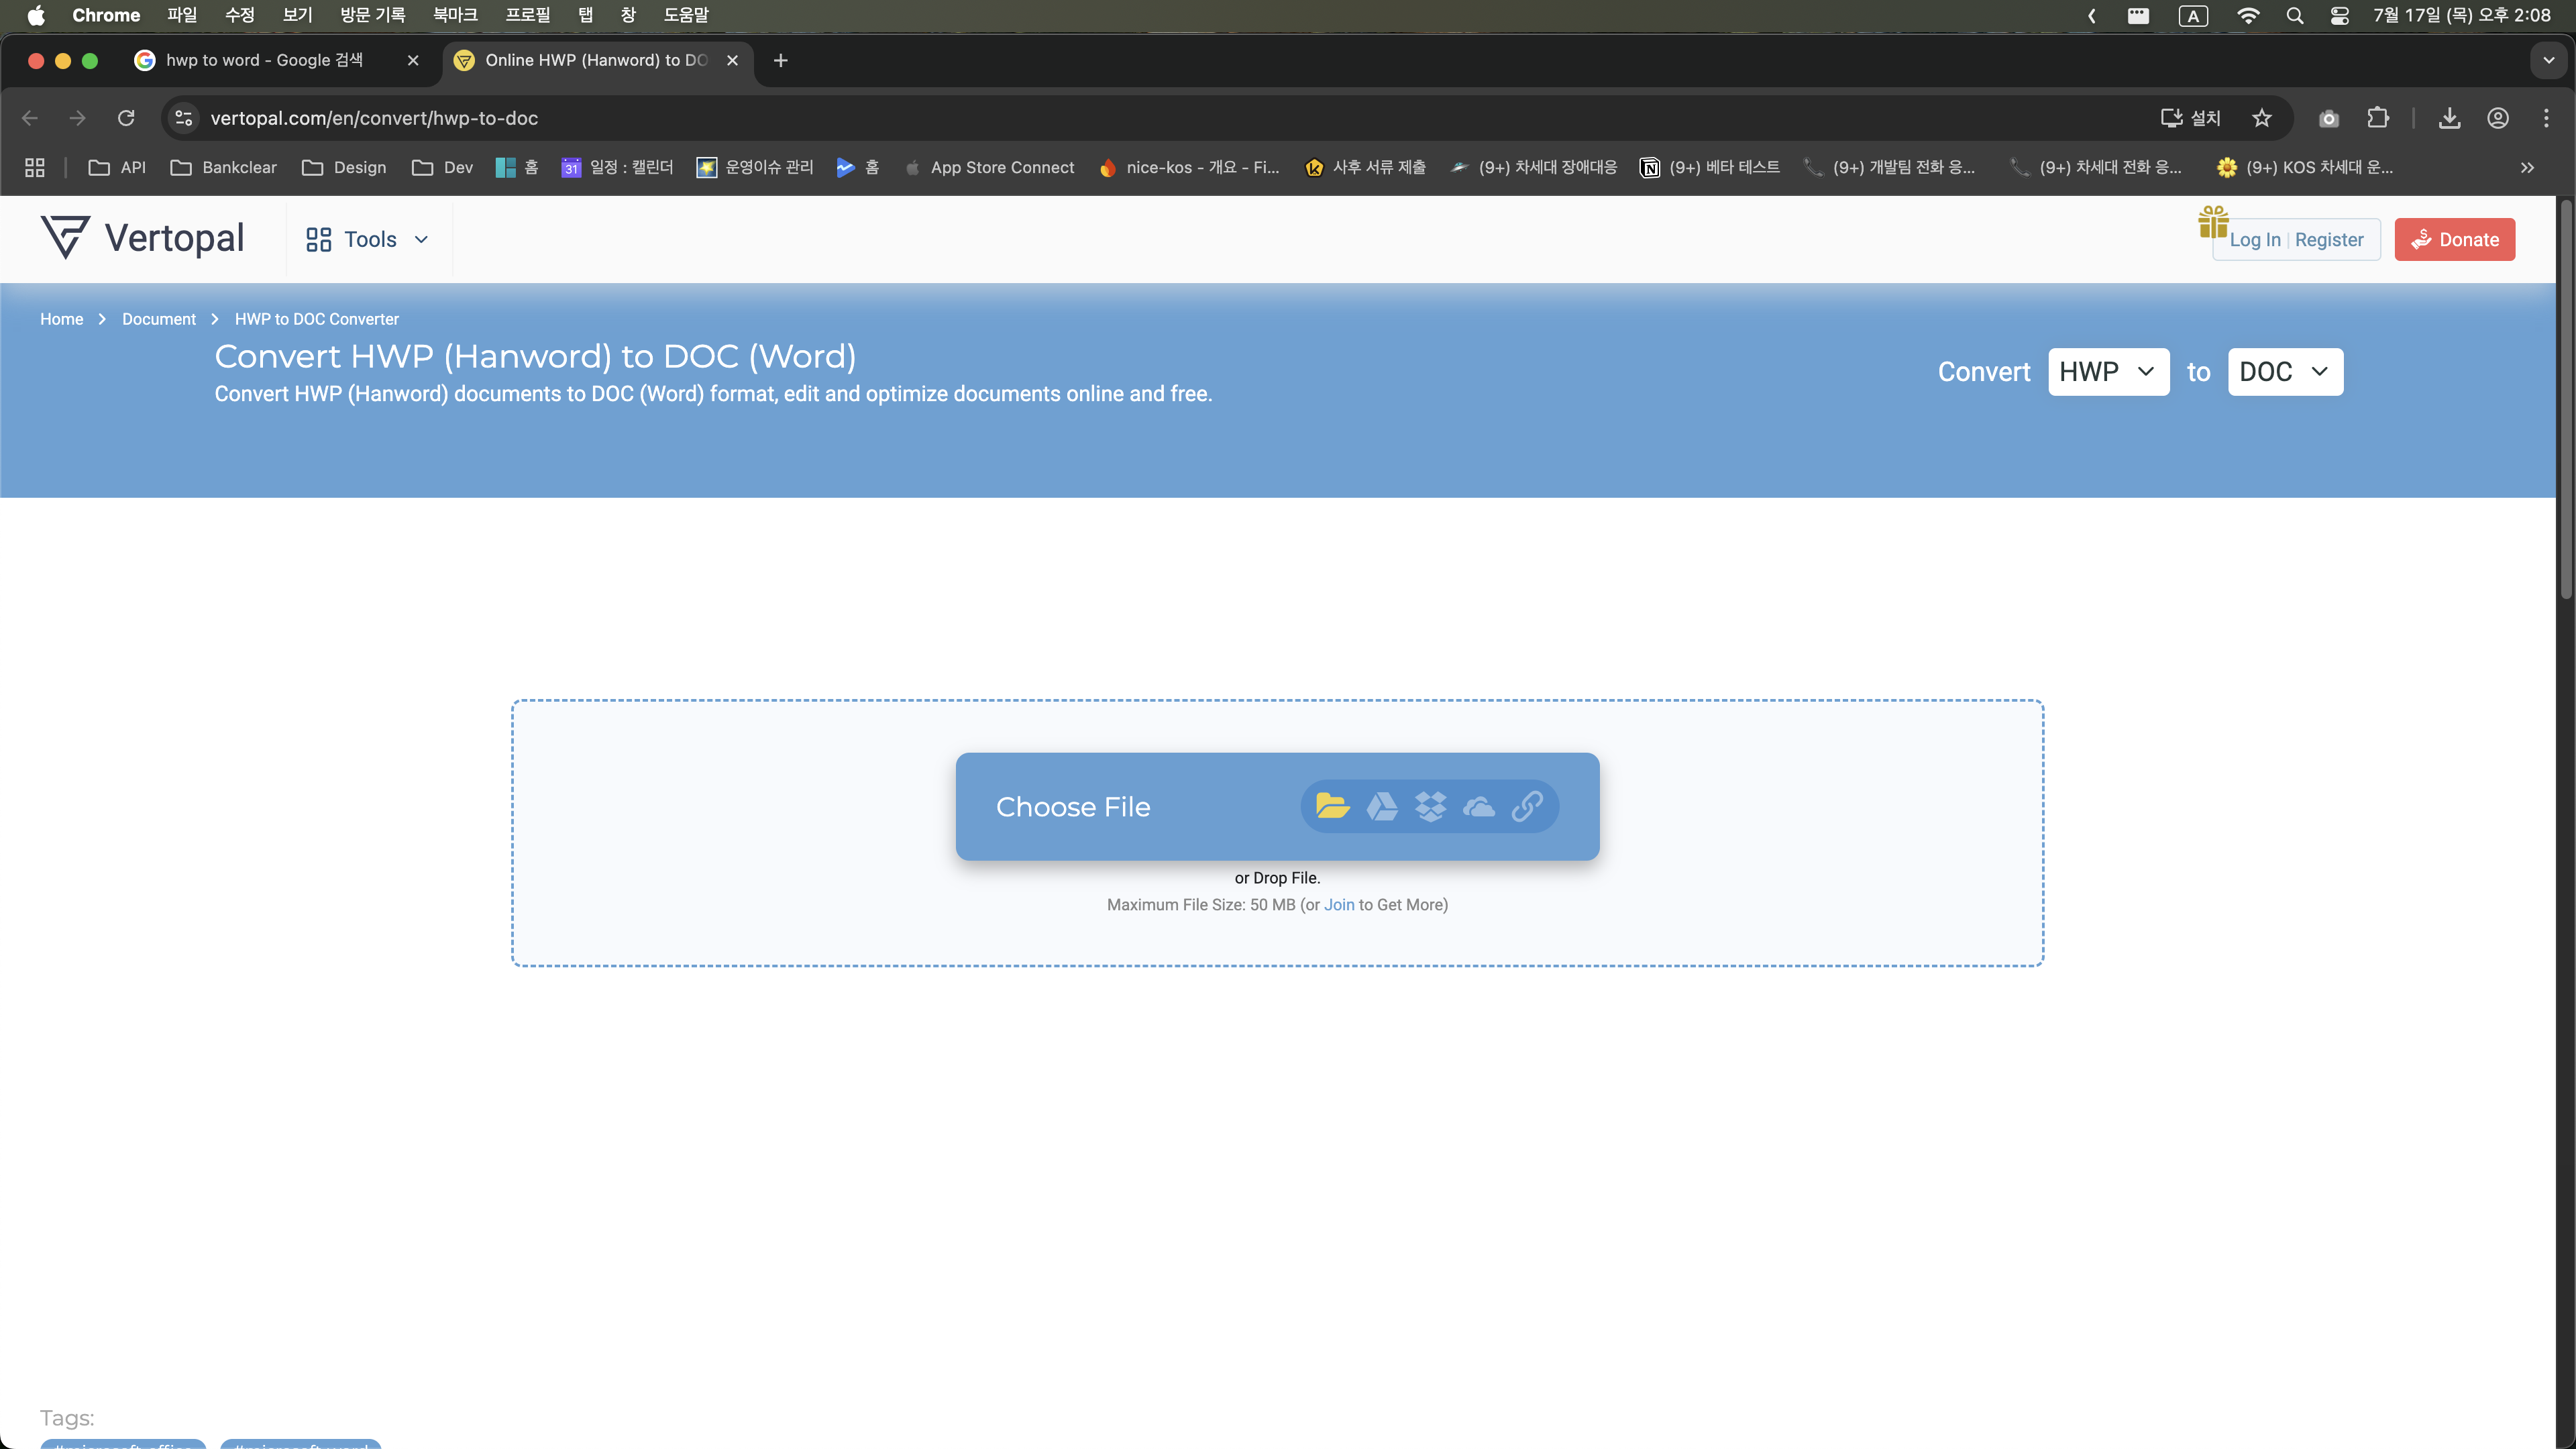 Chrome 파일 수정 보기 방문 기록 북마크 프로필 탭 창 도움말 A 7월 17일 (목) 오후 2:08
hwp to word - Google 검색 Online HWP (Hanword) to DO
vertopal.com/en/convert/hwp-to-doc 설치
API Bankclear Design Dev 홈 31 일정 : 캘린더 운영이슈 관리 홈 App Store Connect nice-kos - 개요 - Fi... 사후 서류 제출 (9+) 차세대 장애대응 (9+) 베타 테스트 (9+) 개발팀 전화 응... (9+) 차세대 전화 응... (9+) KOS 차세대 운...
Vertopal Tools Log In | Register Donate
Home > Document > HWP to DOC Converter
Convert HWP (Hanword) to DOC (Word)
Convert HWP (Hanword) documents to DOC (Word) format, edit and optimize documents online and free.
Convert HWP to DOC
Choose File
or Drop File.
Maximum File Size: 50 MB (or Join to Get More)
Tags:
#microsoft-office #microsoft-word